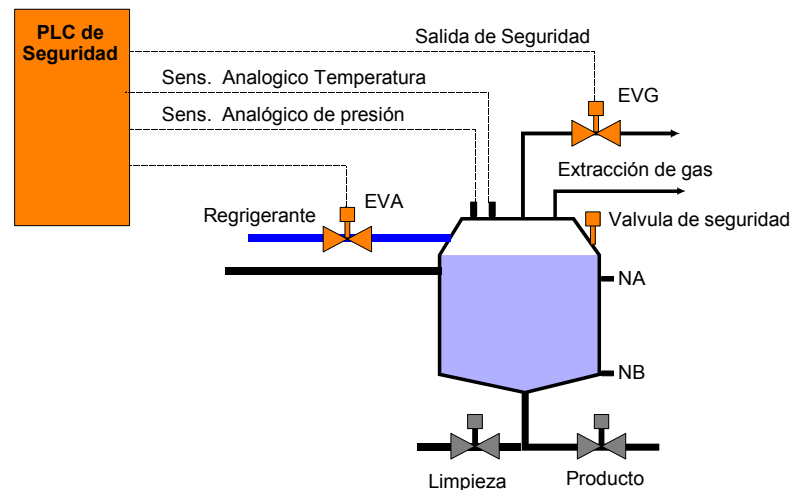 PLC de
Seguridad
Salida de Seguridad
Sens. Analogico Temperatura
EVG
Sens. Analógico de presión
Extracción de gas
EVA
Regrigerante
Valvula de seguridad
NA
NB
Limpieza
Producto